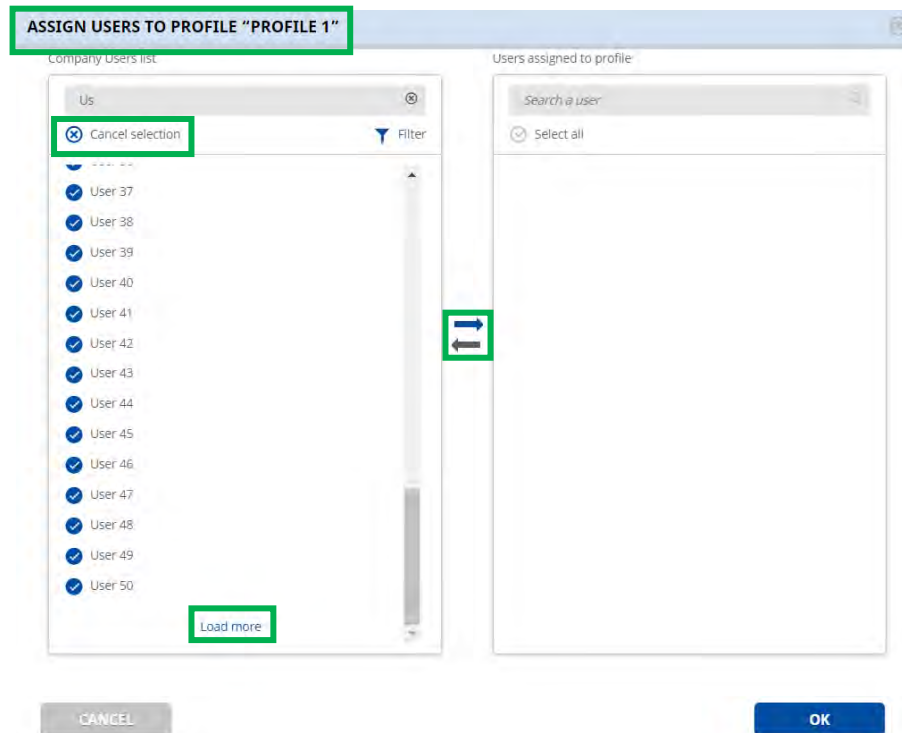 ASSIGN USERS TO PROFILE “PROFILE 1”
Company Users list
Users assigned to profile
Us
Search a user
Cancel selection
Filter
Select all
User 37
User 38
User 39
User 40
User 41
User 42
User 43
User 44
User 45
User 46
User 47
User 48
User 49
User 50
Load more
CANCEL
OK